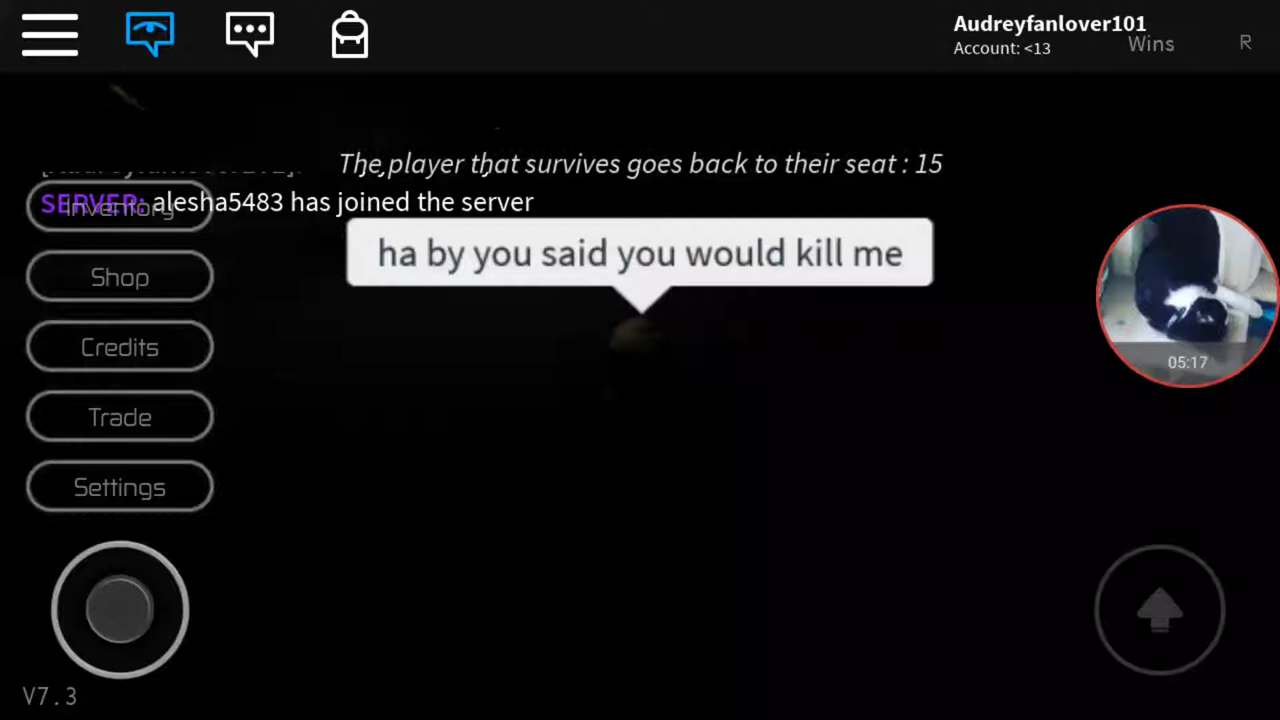 Audreyfanlover101
Account: <13
Wins
R
The player that survives goes back to their seat : 15
SERVER: alesha5483 has joined the server
Inventory
ha by you said you would kill me
Shop
Credits
05:17
Trade
Settings
V7.3